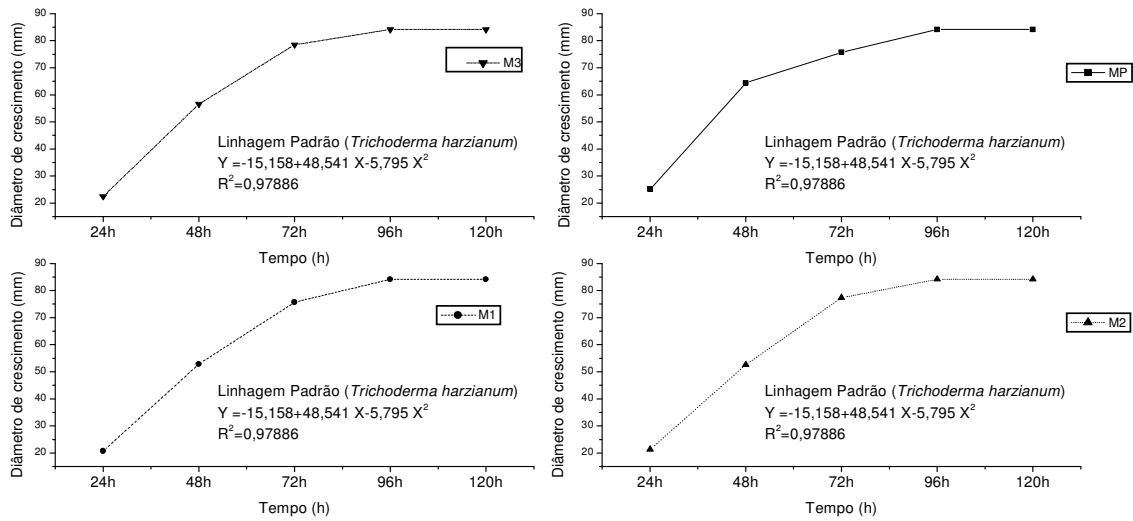 Diâmetro de crescimento (mm)
90
80
70
60
50
40
30
20
M3
Linhagem Padrão (Trichoderma harzianum)
Y =-15,158+48,541 X-5,795 X²
R²=0,97886
24h 48h 72h 96h 120h
Tempo (h)
Diâmetro de crescimento (mm)
90
80
70
60
50
40
30
20
MP
Linhagem Padrão (Trichoderma harzianum)
Y =-15,158+48,541 X-5,795 X²
R²=0,97886
24h 48h 72h 96h 120h
Tempo (h)
Diâmetro de crescimento (mm)
90
80
70
60
50
40
30
20
M1
Linhagem Padrão (Trichoderma harzianum)
Y =-15,158+48,541 X-5,795 X²
R²=0,97886
24h 48h 72h 96h 120h
Tempo (h)
Diâmetro de crescimento (mm)
90
80
70
60
50
40
30
20
M2
Linhagem Padrão (Trichoderma harzianum)
Y =-15,158+48,541 X-5,795 X²
R²=0,97886
24h 48h 72h 96h 120h
Tempo (h)